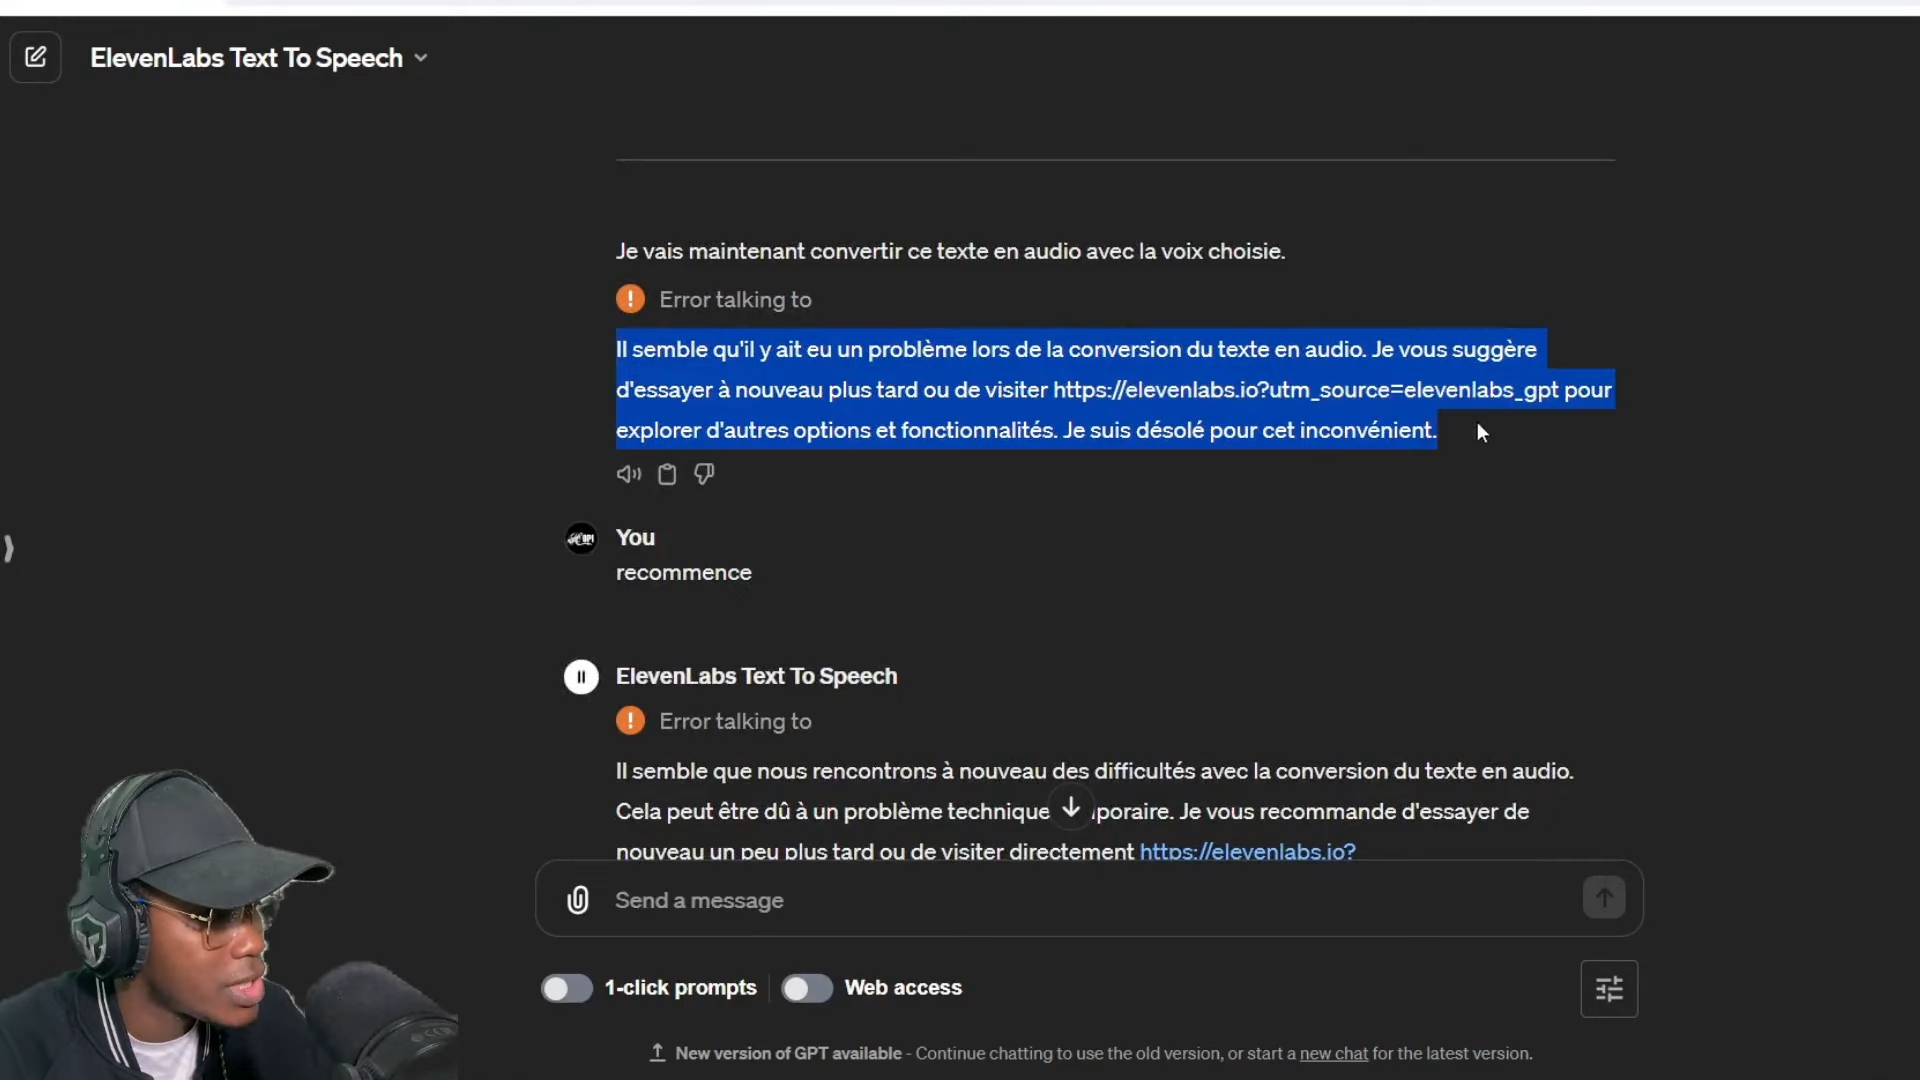 ElevenLabs Text To Speech
Je vais maintenant convertir ce texte en audio avec la voix choisie.
Error talking to
Il semble qu'il y ait eu un problème lors de la conversion du texte en audio. Je vous suggère
d'essayer à nouveau plus tard ou de visiter https://elevenlabs.io?utm_source=elevenlabs_gpt pour
explorer d'autres options et fonctionnalités. Je suis désolé pour cet inconvénient.
You
recommence
ElevenLabs Text To Speech
Error talking to
Il semble que nous rencontrons à nouveau des difficultés avec la conversion du texte en audio.
Cela peut être dû à un problème technique poraire. Je vous recommande d'essayer de
nouveau un peu plus tard ou de visiter directement https://elevenlabs.io?
Send a message
1-click prompts
Web access
New version of GPT available - Continue chatting to use the old version, or start a new chat for the latest version.